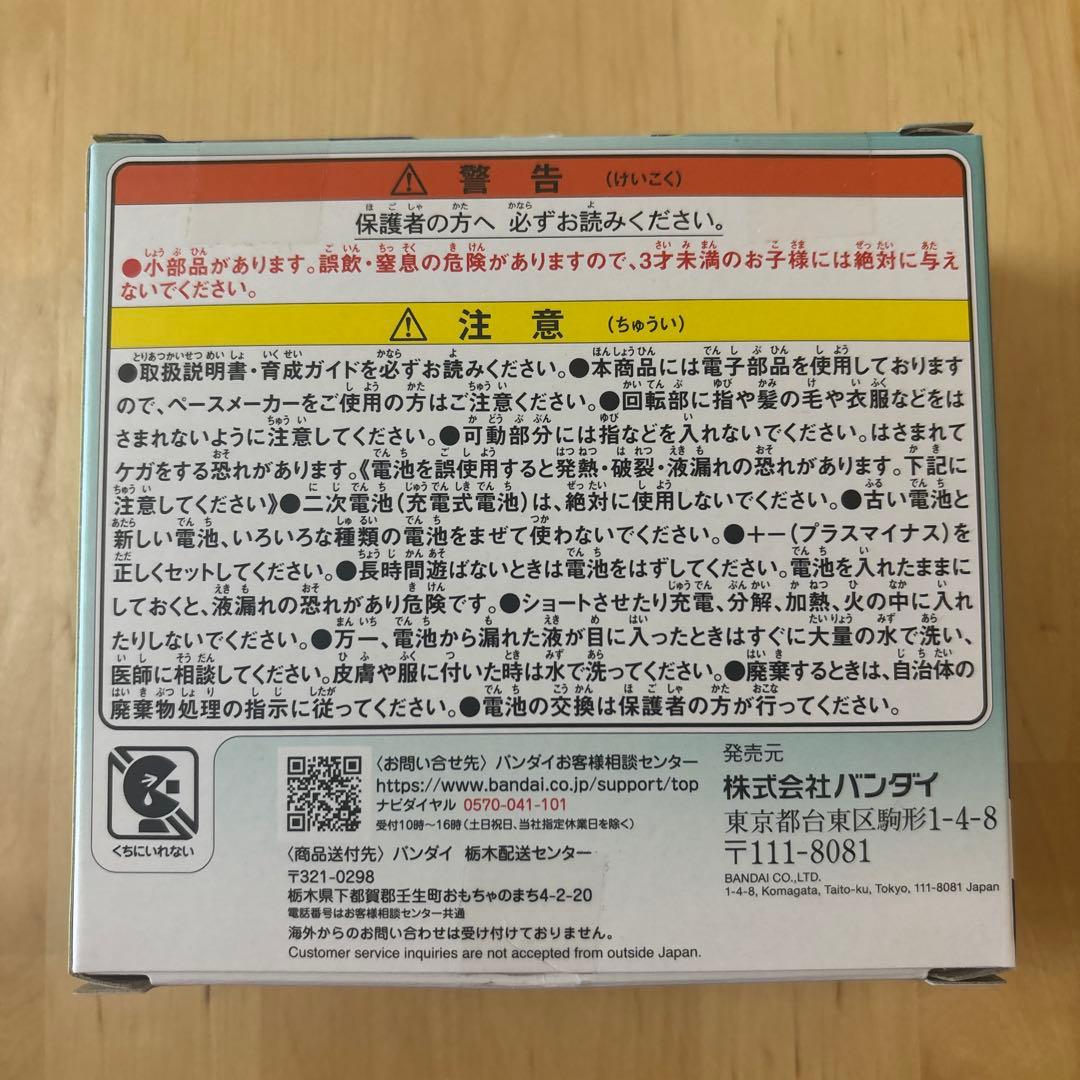 警告 (けいこく)
保護者の方へ 必ずお読みください。
●小部品があります。誤飲・窒息の危険がありますので、3才未満のお子様には絶対に与え
ないでください。
注意 (ちゅうい)
●取扱説明書・育成ガイドを必ずお読みください。●本商品には電子部品を使用しております
ので、ペースメーカーをご使用の方はご注意ください。●回転部に指や髪の毛や衣服などをは
さまれないように注意してください。●可動部分には指などを入れないでください。はさまれて
ケガをする恐れがあります。《電池を誤使用すると発熱・破裂・液漏れの恐れがあります。下記に
注意してください》●二次電池(充電式電池)は、絶対に使用しないでください。●古い電池と
新しい電池、いろいろな種類の電池をまぜて使わないでください。●+−(プラスマイナス)を
正しくセットしてください。●長時間遊ばないときは電池をはずしてください。電池を入れたままに
しておくと、液漏れの恐れがあり危険です。●ショートさせたり充電、分解、加熱、火の中に入れ
たりしないでください。●万一、電池から漏れた液が目に入ったときはすぐに大量の水で洗い、
医師に相談してください。皮膚や服に付いた時は水で洗ってください。●廃棄するときは、自治体の
廃棄物処理の指示に従ってください。●電池の交換は保護者の方が行ってください。
くちにいれない
〈お問い合せ先〉バンダイお客様相談センター
https://www.bandai.co.jp/support/top
ナビダイヤル 0570-041-101
受付10時〜16時(土日祝日、当社指定休業日を除く)
〈商品送付先〉バンダイ 栃木配送センター
〒321-0298
栃木県下都賀郡壬生町おもちゃのまち4-2-20
電話番号はお客様相談センター共通
海外からのお問い合わせは受け付けておりません。
Customer service inquiries are not accepted from outside Japan.
発売元
株式会社バンダイ
東京都台東区駒形1-4-8
〒111-8081
BANDAI CO.,LTD.
1-4-8, Komagata, Taito-ku, Tokyo, 111-8081 Japan